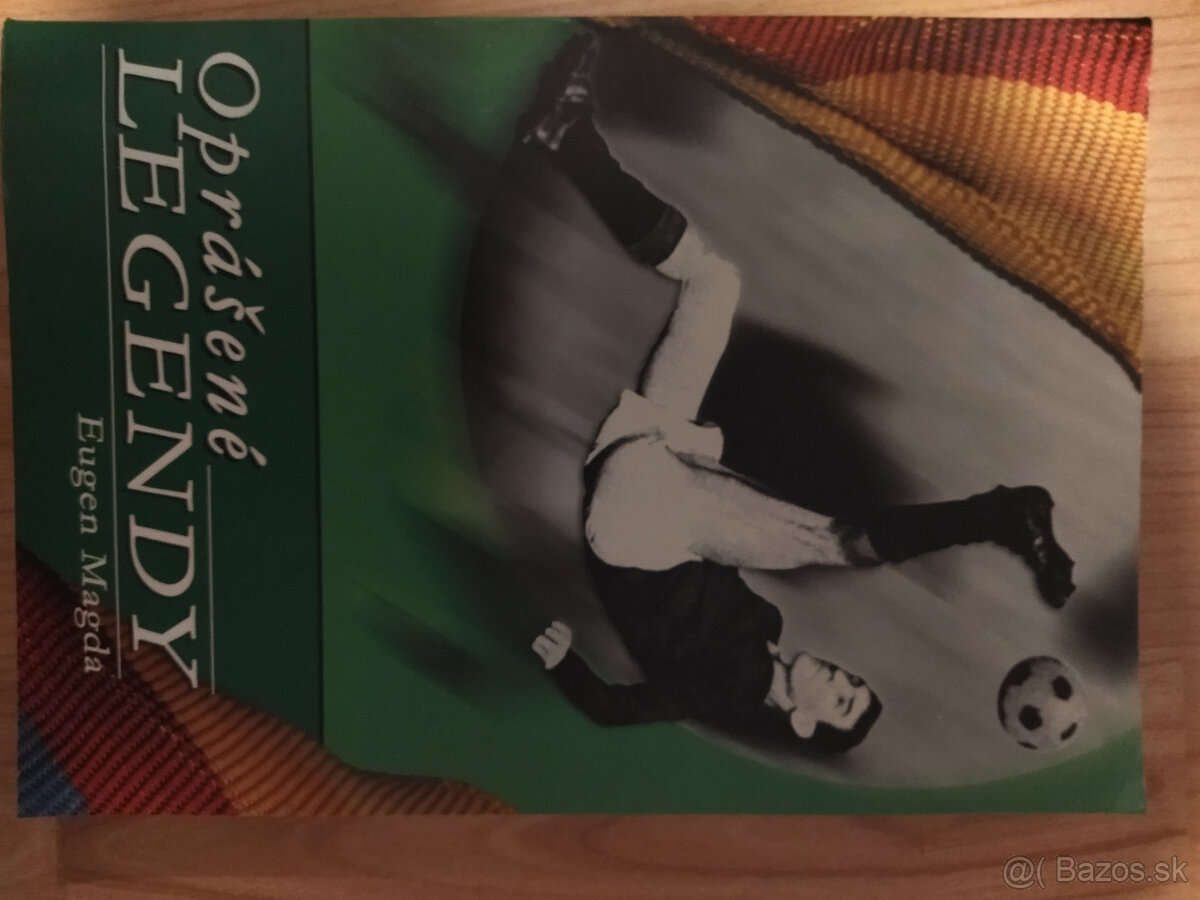 Oprášené
LEGENDY
Eugen Magda
@( Bazos.sk